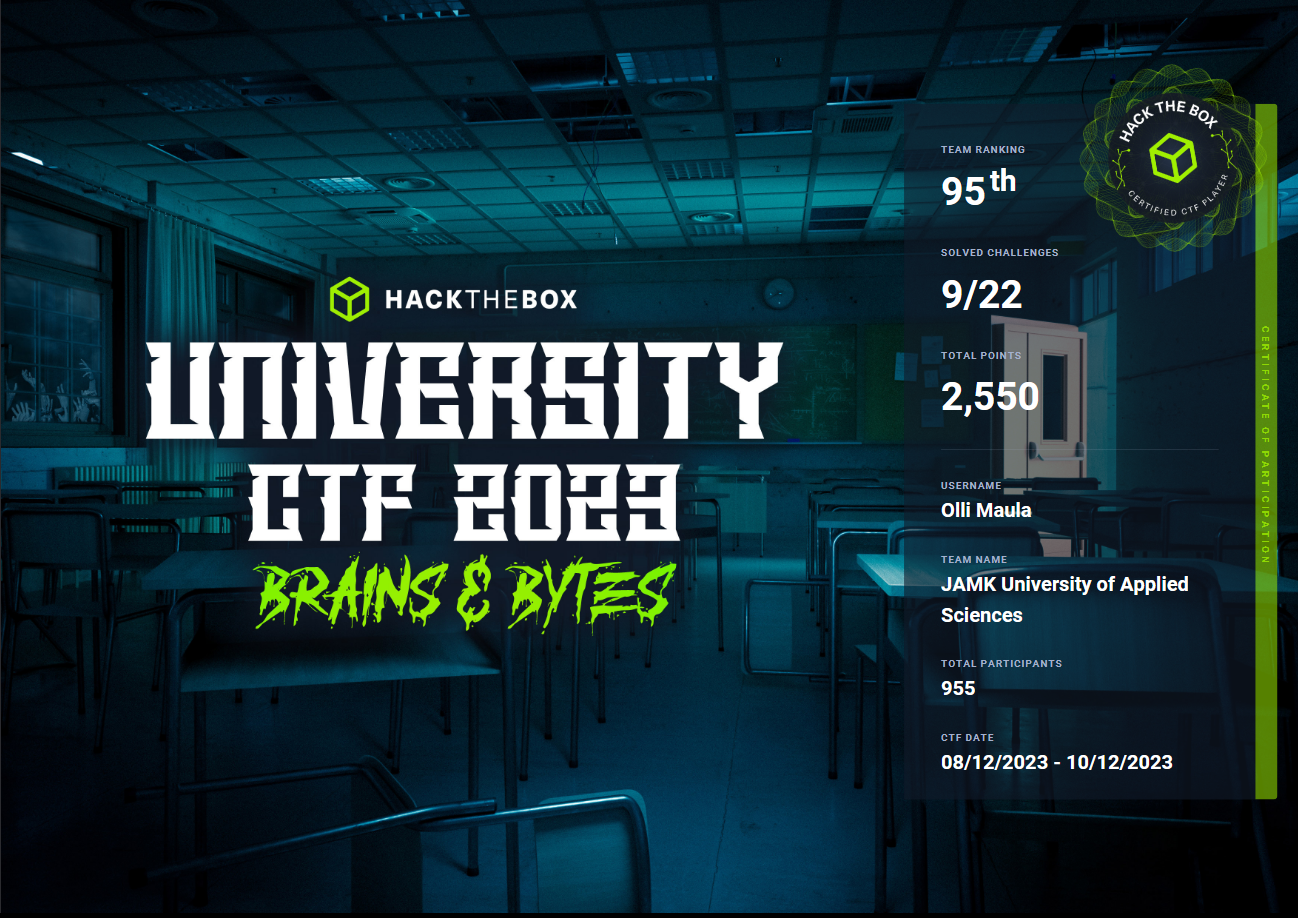 HACKTHEBOX
UNIVERSITY
CTF 2023
BRAINS & BYTES
HACK THE BOX
CERTIFIED CTF PLAYER
TEAM RANKING
95th
SOLVED CHALLENGES
9/22
TOTAL POINTS
2,550
USERNAME
Olli Maula
TEAM NAME
JAMK University of Applied
Sciences
TOTAL PARTICIPANTS
955
CTF DATE
08/12/2023 - 10/12/2023
CERTIFICATE OF PARTICIPATION